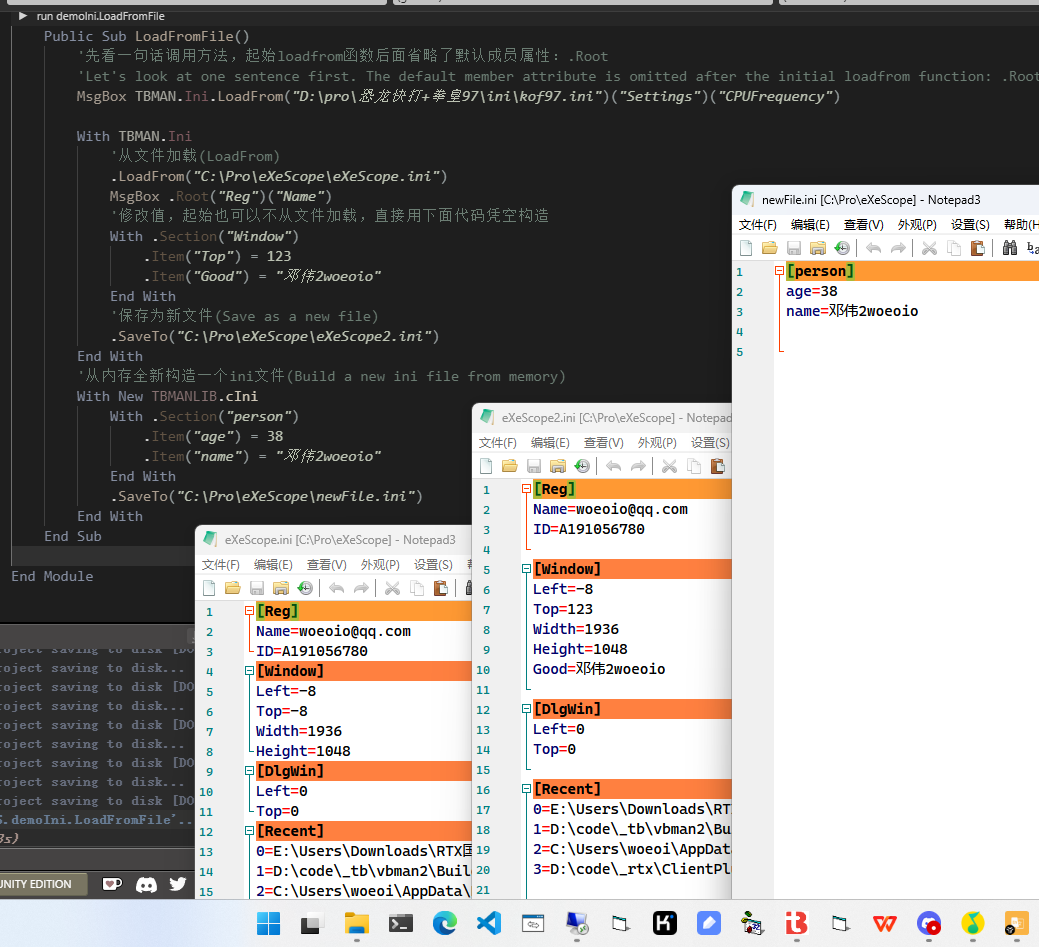 run demoIni.LoadFromFile
Public Sub LoadFromFile()
'先看一句话调用方法，起始loadfrom函数后面省略了默认成员属性：.Root
'Let's look at one sentence first. The default member attribute is omitted after the initial loadfrom function: .Root
MsgBox TBMAN.Ini.LoadFrom("D:\pro\恐龙快打+拳皇97\ini\kof97.ini")("Settings")("CPUFrequency")
With TBMAN.Ini
'从文件加载(LoadFrom)
.LoadFrom("C:\Pro\eXeScope\eXeScope.ini")
MsgBox .Root("Reg")("Name")
'修改值，起始也可以不从文件加载，直接用下面代码凭空构造
With .Section("Window")
.Item("Top") = 123
.Item("Good") = "邓伟2woeoio"
End With
'保存为新文件(Save as a new file)
.SaveTo("C:\Pro\eXeScope\eXeScope2.ini")
End With
'从内存全新构造一个ini文件(Build a new ini file from memory)
With New TBMANLIB.cIni
With .Section("person")
.Item("age") = 38
.Item("name") = "邓伟2woeoio"
End With
.SaveTo("C:\Pro\eXeScope\newFile.ini")
End With
End Sub
End Module
roject saving to disk [DO
roject saving to disk...
roject saving to disk [DO
roject saving to disk...
roject saving to disk [DO
roject saving to disk...
roject saving to disk [DO
roject saving to disk...
roject saving to disk [DO
S.demoIni.LoadFromFile'..
3s)
UNITY EDITION
eXeScope.ini [C:\Pro\eXeScope] - Notepad3
文件(F) 编辑(E) 查看(V) 外观(P) 设置(S)
1 [Reg]
2 Name=woeoio@qq.com
3 ID=A191056780
4 [Window]
5 Left=-8
6 Top=-8
7 Width=1936
8 Height=1048
9 [DlgWin]
10 Left=0
11 Top=0
12 [Recent]
13 0=E:\Users\Downloads\RTX国
14 1=D:\code\_tb\vbman2\Buil
15 2=C:\Users\woeoi\AppData\
eXeScope2.ini [C:\Pro\eXeScope] - Notepad
文件(F) 编辑(E) 查看(V) 外观(P) 设置(S)
1 [Reg]
2 Name=woeoio@qq.com
3 ID=A191056780
4
5 [Window]
6 Left=-8
7 Top=123
8 Width=1936
9 Height=1048
10 Good=邓伟2woeoio
11
12 [DlgWin]
13 Left=0
14 Top=0
15
16 [Recent]
17 0=E:\Users\Downloads\RTX
18 1=D:\code\_tb\vbman2\Bu
19 2=C:\Users\woeoi\AppDat
20 3=D:\code\_rtx\ClientPl
21
newFile.ini [C:\Pro\eXeScope] - Notepad3
文件(F) 编辑(E) 查看(V) 外观(P) 设置(S) 帮助(H
1 [person]
2 age=38
3 name=邓伟2woeoio
4
5